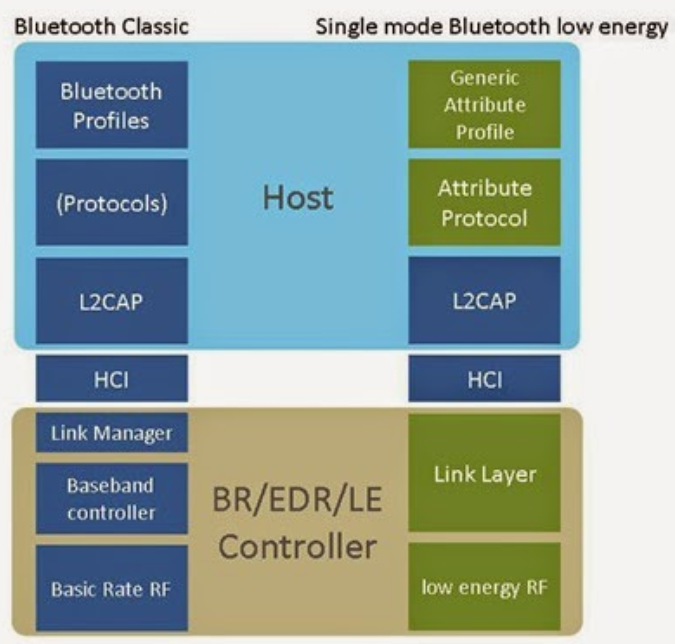 Bluetooth Classic
Single mode Bluetooth low energy
Bluetooth
Profiles
(Protocols)
L2CAP
HCI
Link Manager
Baseband
controller
Basic Rate RF
Host
BR/EDR/LE
Controller
Generic
Attribute
Profile
Attribute
Protocol
L2CAP
HCI
Link Layer
low energy RF